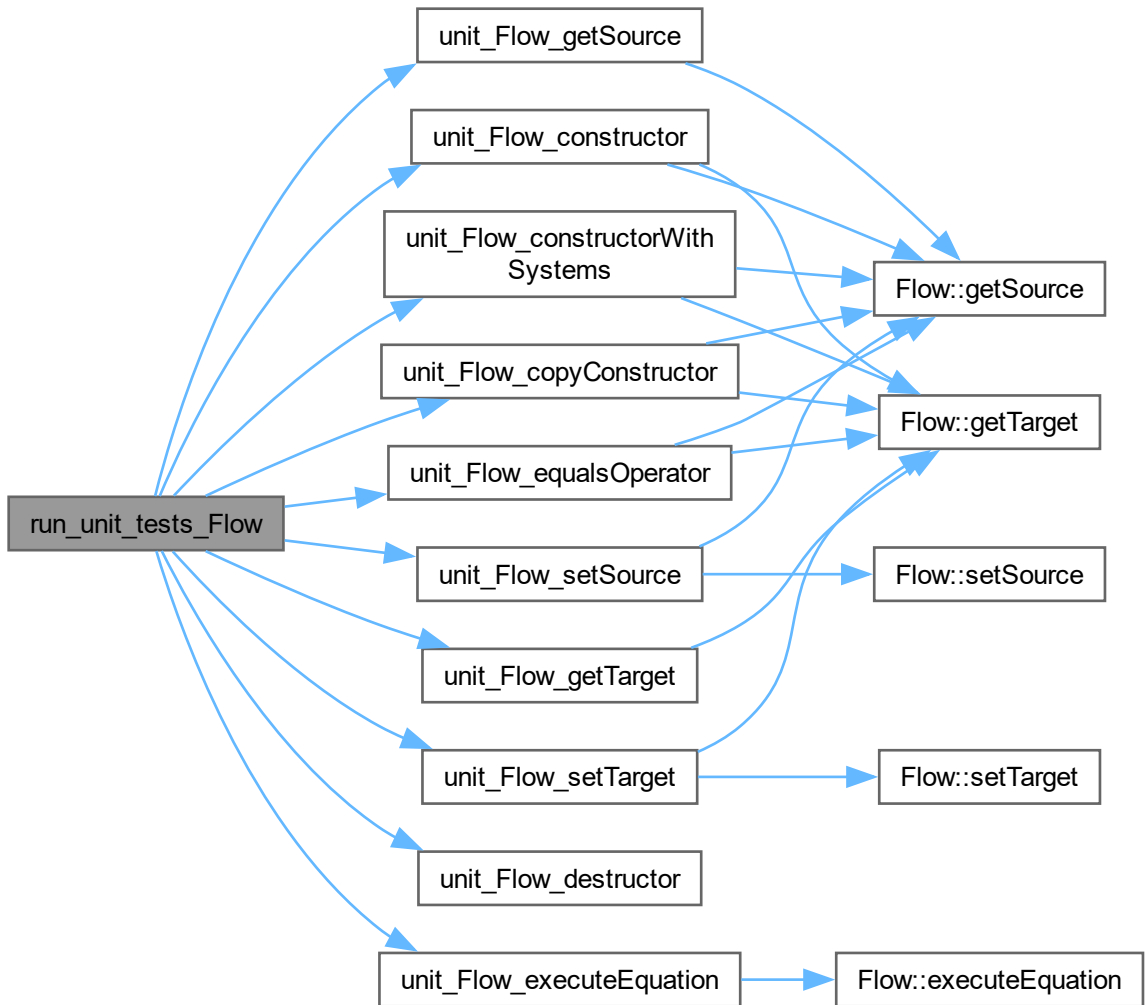 unit_Flow_getSource
unit_Flow_constructor
unit_Flow_constructorWith
Systems
Flow::getSource
unit_Flow_copyConstructor
Flow::getTarget
unit_Flow_equalsOperator
run_unit_tests_Flow
unit_Flow_setSource
Flow::setSource
unit_Flow_getTarget
unit_Flow_setTarget
Flow::setTarget
unit_Flow_destructor
unit_Flow_executeEquation
Flow::executeEquation